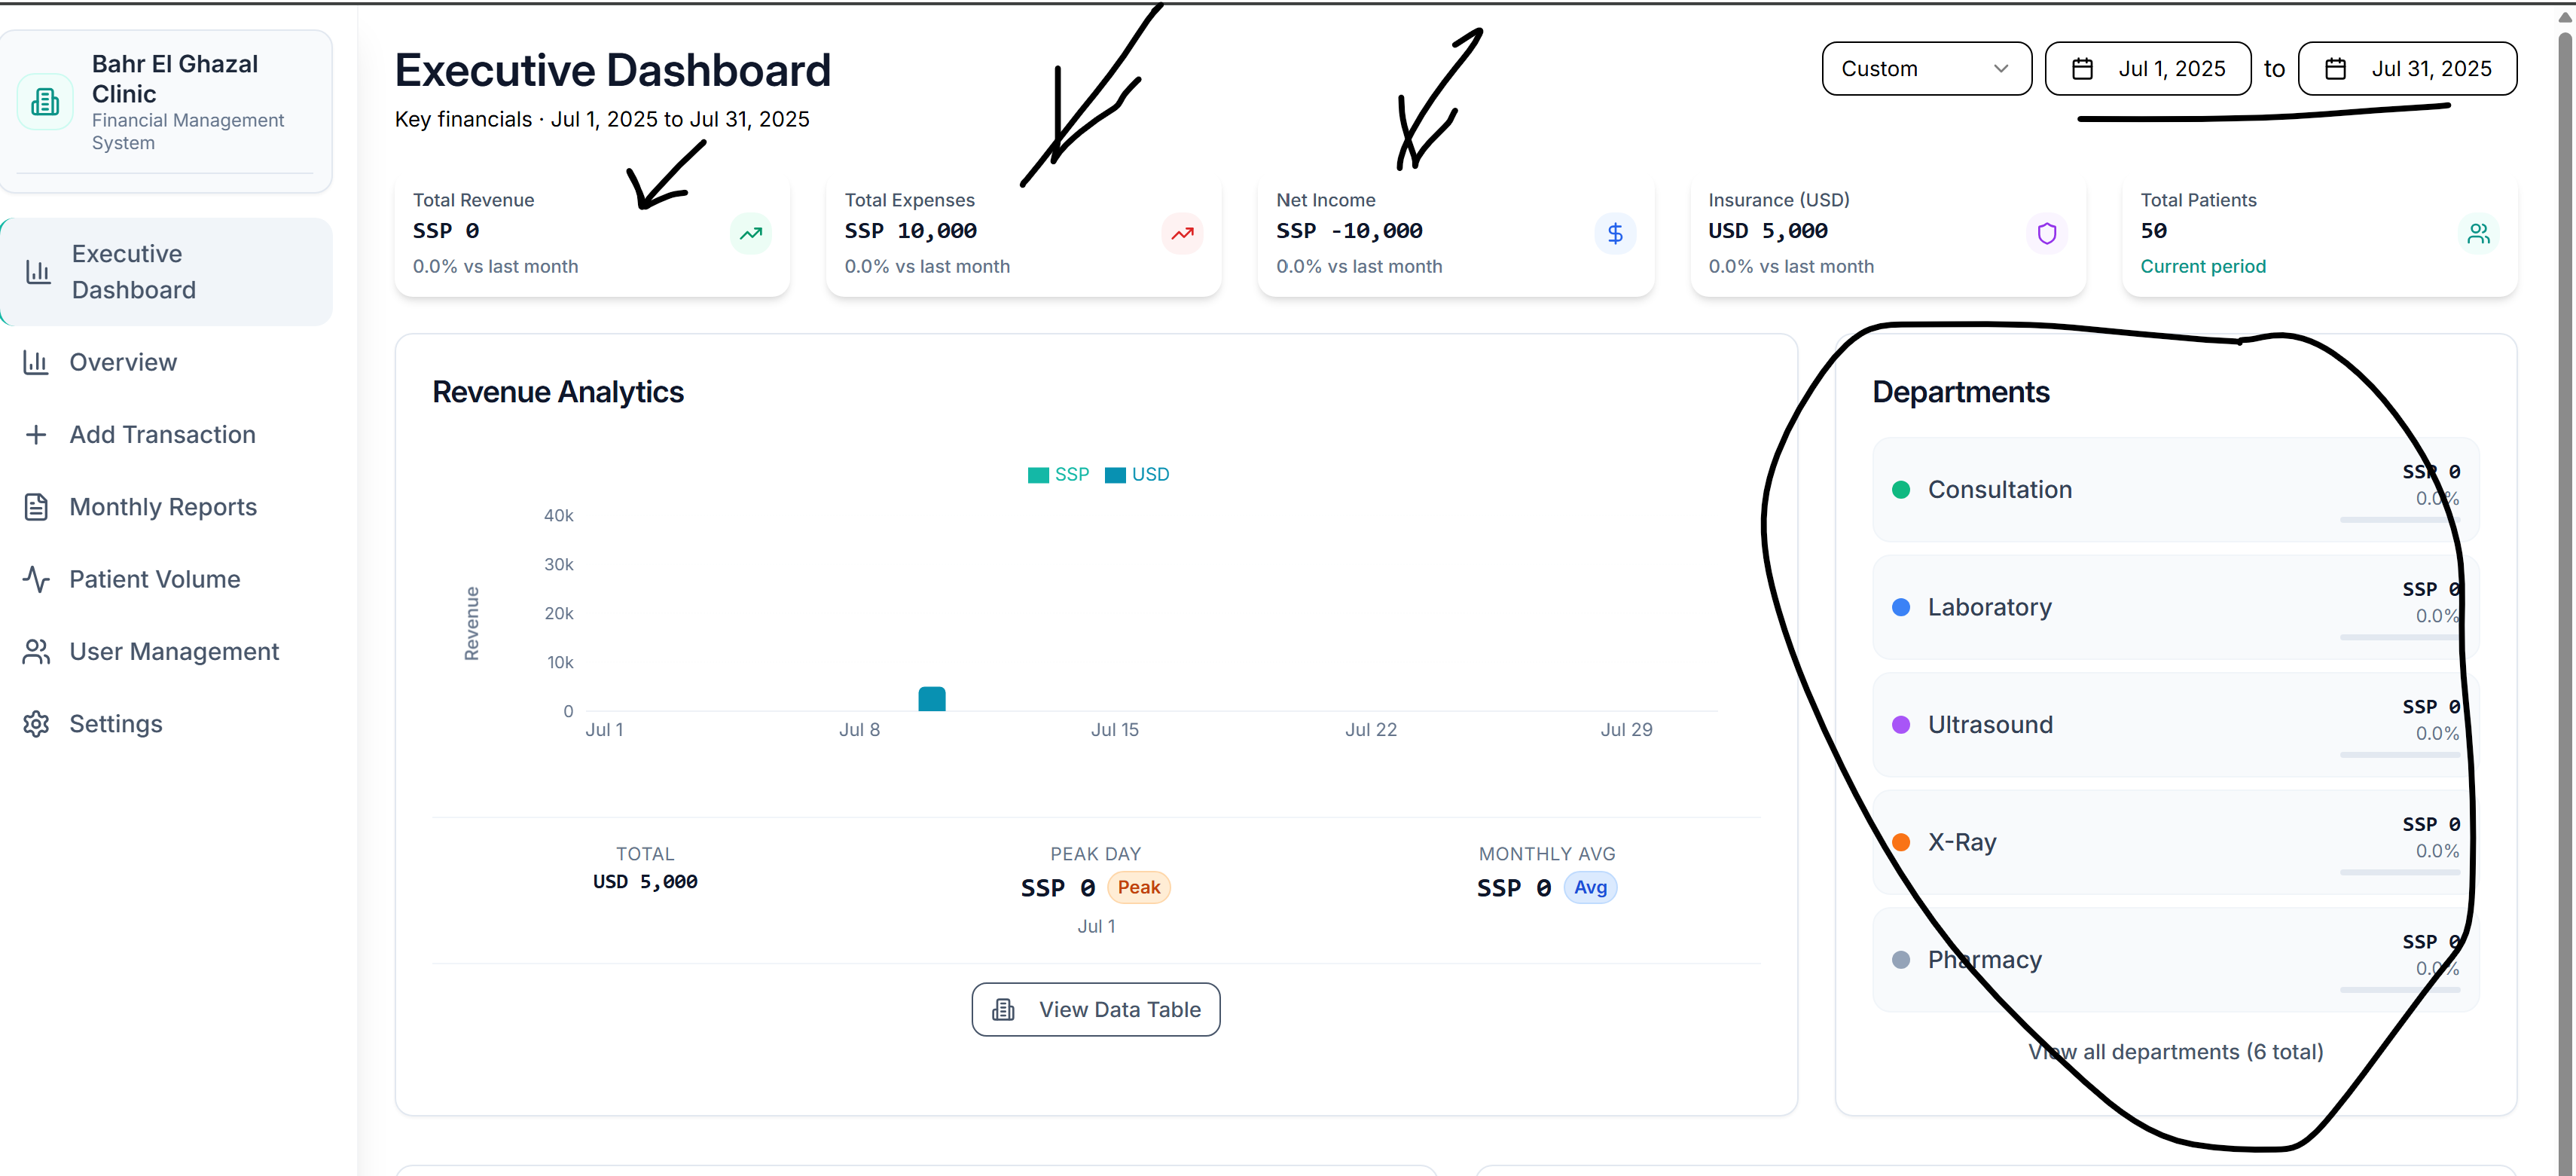 Bahr El Ghazal
Clinic
Financial Management
System
Executive
Dashboard
Overview
Add Transaction
Monthly Reports
Patient Volume
User Management
Settings
Executive Dashboard
Key financials · Jul 1, 2025 to Jul 31, 2025
Custom
Jul 1, 2025
to
Jul 31, 2025
Total Revenue
SSP 0
0.0% vs last month
Total Expenses
SSP 10,000
0.0% vs last month
Net Income
SSP -10,000
0.0% vs last month
Insurance (USD)
USD 5,000
0.0% vs last month
Total Patients
50
Current period
Revenue Analytics
SSP USD
Revenue
40k
30k
20k
10k
0
Jul 1 Jul 8 Jul 15 Jul 22 Jul 29
TOTAL
USD 5,000
PEAK DAY
SSP 0 Peak
Jul 1
MONTHLY AVG
SSP 0 Avg
View Data Table
Departments
Consultation
SSP 0
0.0%
Laboratory
SSP 0
0.0%
Ultrasound
SSP 0
0.0%
X-Ray
SSP 0
0.0%
Pharmacy
SSP 0
0.0%
View all departments (6 total)